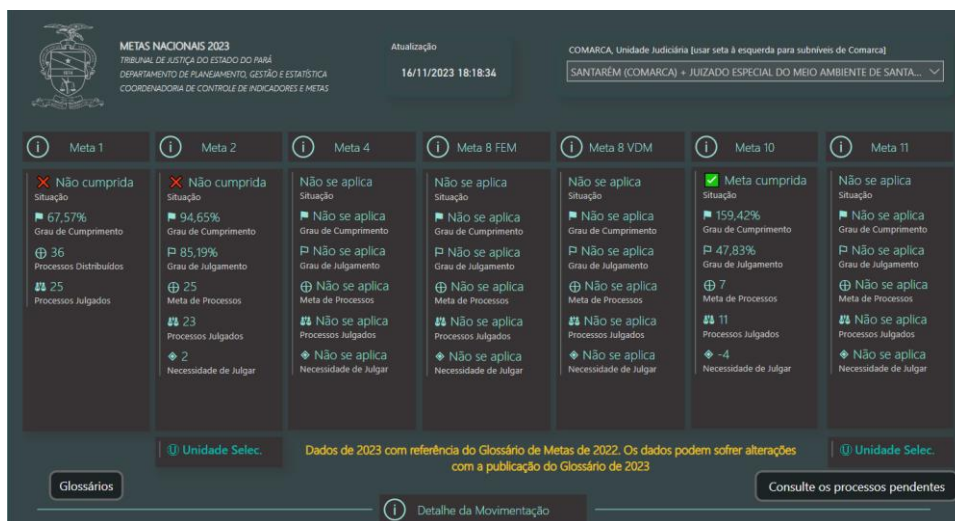 METAS NACIONAIS 2023
TRIBUNAL DE JUSTIÇA DO ESTADO DO PARÁ
DEPARTAMENTO DE PLANEJAMENTO, GESTÃO E ESTATÍSTICA
COORDENADORIA DE CONTROLE DE INDICADORES E METAS
Atualização
16/11/2023 18:18:34
COMARCA, Unidade Judiciária [usar seta à esquerda para subníveis de Comarca]
SANTARÉM (COMARCA) + JUIZADO ESPECIAL DO MEIO AMBIENTE DE SANTA...
Meta 1
Não cumprida
Situação
67,57%
Grau de Cumprimento
36
Processos Distribuídos
25
Processos Julgados
Meta 2
Não cumprida
Situação
94,65%
Grau de Cumprimento
85,19%
Grau de Julgamento
25
Meta de Processos
23
Processos Julgados
2
Necessidade de Julgar
Unidade Selec.
Meta 4
Não se aplica
Situação
Não se aplica
Grau de Cumprimento
Não se aplica
Grau de Julgamento
Não se aplica
Meta de Processos
Não se aplica
Processos Julgados
Não se aplica
Necessidade de Julgar
Meta 8 FEM
Não se aplica
Situação
Não se aplica
Grau de Cumprimento
Não se aplica
Grau de Julgamento
Não se aplica
Meta de Processos
Não se aplica
Processos Julgados
Não se aplica
Necessidade de Julgar
Meta 8 VDM
Não se aplica
Situação
Não se aplica
Grau de Cumprimento
Não se aplica
Grau de Julgamento
Não se aplica
Meta de Processos
Não se aplica
Processos Julgados
Não se aplica
Necessidade de Julgar
Meta 10
Meta cumprida
Situação
159,42%
Grau de Cumprimento
47,83%
Grau de Julgamento
7
Meta de Processos
11
Processos Julgados
-4
Necessidade de Julgar
Meta 11
Não se aplica
Situação
Não se aplica
Grau de Cumprimento
Não se aplica
Grau de Julgamento
Não se aplica
Meta de Processos
Não se aplica
Processos Julgados
Não se aplica
Necessidade de Julgar
Unidade Selec.
Dados de 2023 com referência do Glossário de Metas de 2022. Os dados podem sofrer alterações
com a publicação do Glossário de 2023
Glossários
Consulte os processos pendentes
Detalhe da Movimentação